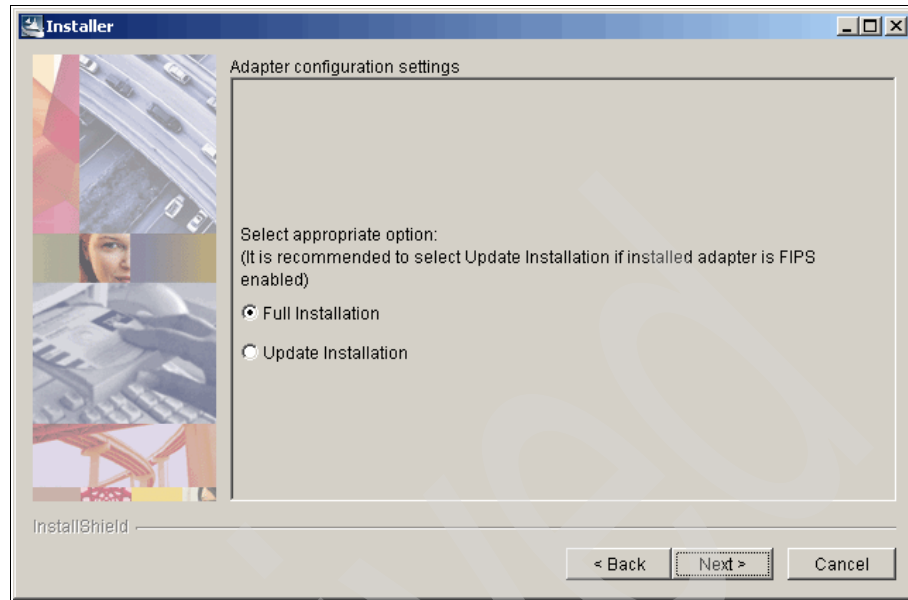 Installer
Adapter configuration settings
Select appropriate option:
(It is recommended to select Update Installation if installed adapter is FIPS
enabled)
Full Installation
Update Installation
InstallShield
< Back
Next >
Cancel